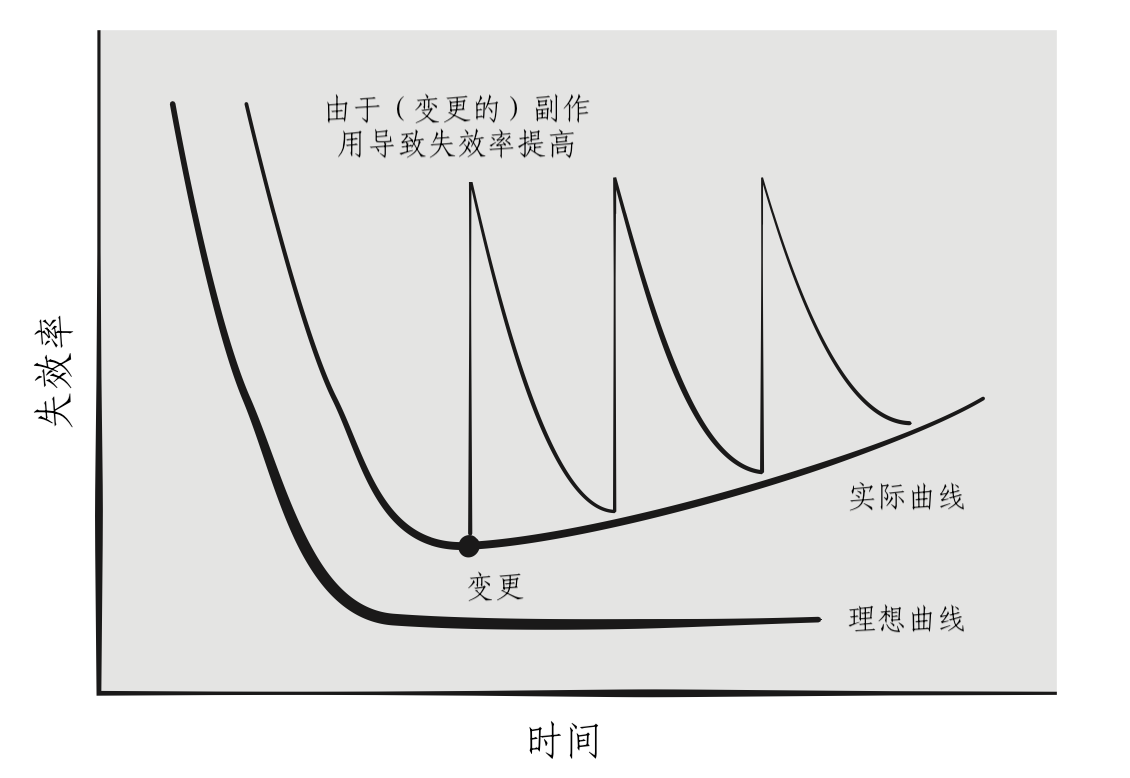 由于（变更的）副作
用导致失效率提高
失效率
实际曲线
变更
理想曲线
时间